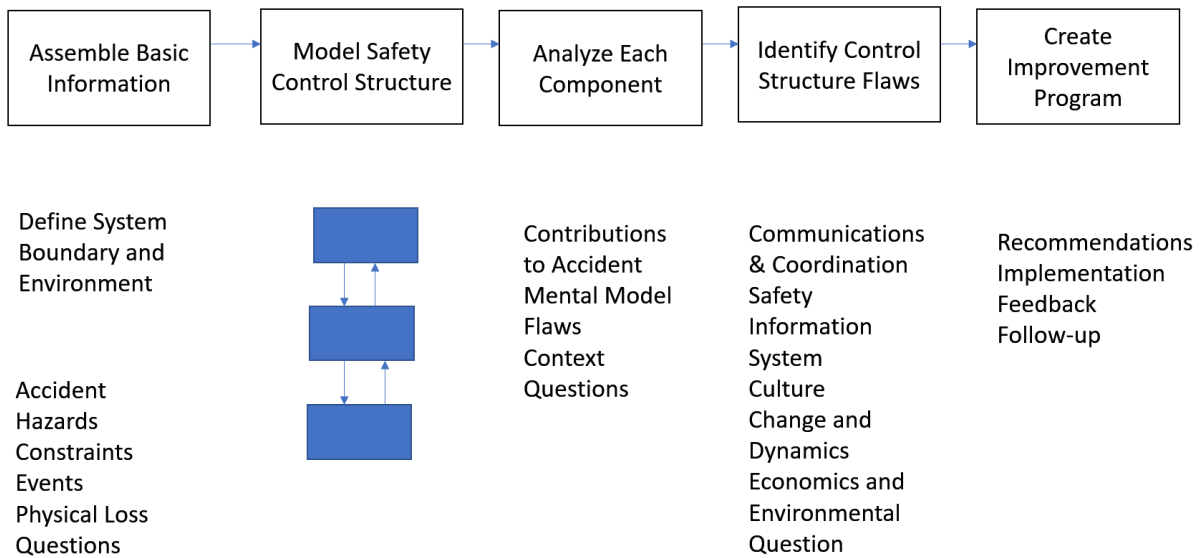 Assemble Basic
Information
Model Safety
Control Structure
Analyze Each
Component
Identify Control
Structure Flaws
Create
Improvement
Program
Define System
Boundary and
Environment
Accident
Hazards
Constraints
Events
Physical Loss
Questions
Contributions
to Accident
Mental Model
Flaws
Context
Questions
Communications
& Coordination
Safety
Information
System
Culture
Change and
Dynamics
Economics and
Environmental
Question
Recommendations
Implementation
Feedback
Follow-up